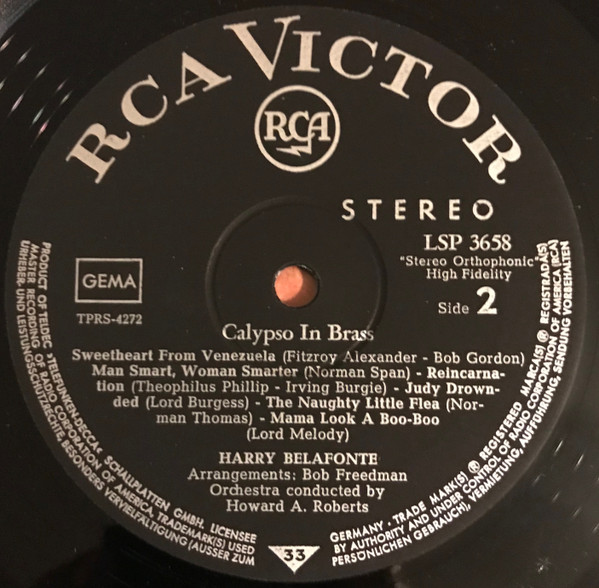 RCA VICTOR
RCA
STEREO
LSP 3658
"Stereo Orthophonic"
High Fidelity
Side 2
GEMA
TPRS-4272
Calypso In Brass
Sweetheart From Venezuela (Fitzroy Alexander - Bob Gordon)
Man Smart, Woman Smarter (Norman Span) - Reincarna-
tion (Theophilus Phillip - Irving Burgie) - Judy Drown-
ded (Lord Burgess) - The Naughty Little Flea (Nor-
man Thomas) - Mama Look A Boo-Boo
(Lord Melody)
HARRY BELAFONTE
Arrangements: Bob Freedman
Orchestra conducted by
Howard A. Roberts
33
PRODUCT OF TELDEC »TELEFUNKEN-DECCA« SCHALLPLATTEN GMBH. LICENSEE
MASTER RECORDING OF RADIO CORPORATION OF AMERICA. TRADEMARK(S) USED
URHEBER- UND LEISTUNGSSCHUTZRECHTE, BESONDERS VERVIELFÄLTIGUNG (AUSSER ZUM
GERMANY · TRADE MARK(S) ® REGISTERED MARCA(S) ® REGISTRADA(S)
BY AUTHORITY AND UNDER CONTROL OF RADIO CORPORATION OF AMERICA (RCA)
PERSÖNLICHEN GEBRAUCH), VERMIETUNG, AUFFÜHRUNG, SENDUNG VORBEHALTEN